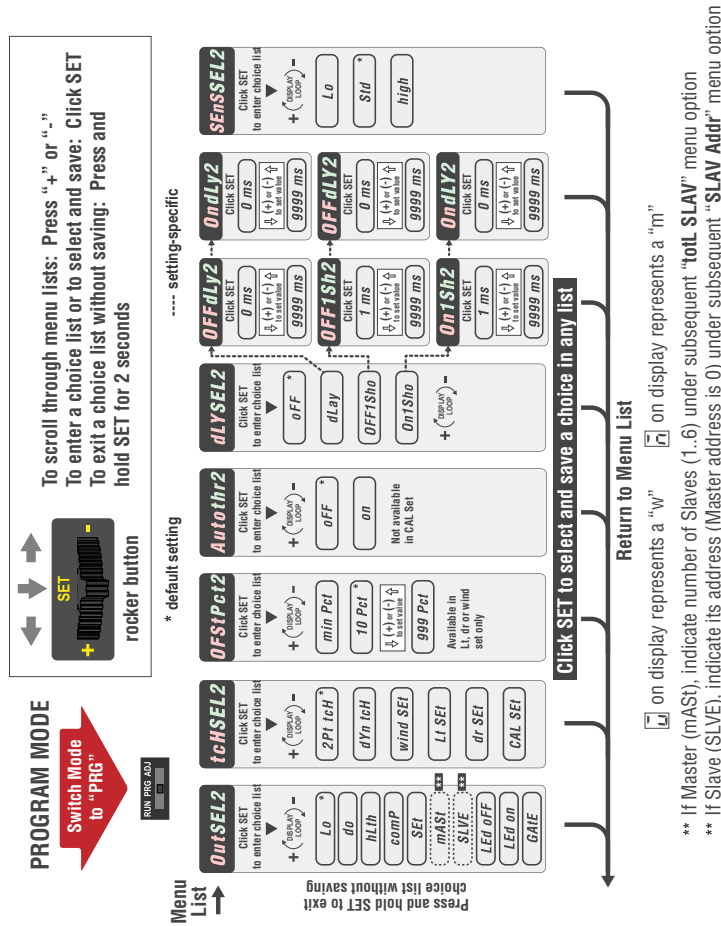 PROGRAM MODE
Switch Mode
to “PRG”
RUN PRG ADJ
+
SET
-
rocker button
To scroll through menu lists: Press “+” or “-”
To enter a choice list or to select and save: Click SET
To exit a choice list without saving: Press and
hold SET for 2 seconds
* default setting
---- setting-specific
Menu
List
Press and hold SET to exit
choice list without saving
OutSEL2
Click SET
to enter choice list
+ (DISPLAY LOOP) -
Lo *
do
hLth
comP
SEt
mASt **
SLVE **
LEd OFF
LEd on
GAtE
tcHSEL2
Click SET
to enter choice list
+ (DISPLAY LOOP) -
2Pt tcH *
dYn tcH
wind SEt
Lt SEt
dr SEt
CAL SEt
OFStPct2
Click SET
to enter choice list
+ (DISPLAY LOOP) -
min Pct
10 Pct *
(+) or (-)
to set value
999 Pct
Available in
Lt, dr or wind
set only
Autothr2
Click SET
to enter choice list
+ (DISPLAY LOOP) -
oFF *
on
Not available
in CAL Set
dLYSEL2
Click SET
to enter choice list
oFF *
dLay
OFF1Sho
On1Sho
+ (DISPLAY LOOP) -
OFFdLy2
Click SET
0 ms
(+) or (-)
to set value
9999 ms
OndLy2
Click SET
0 ms
(+) or (-)
to set value
9999 ms
OFF1Sh2
Click SET
1 ms
(+) or (-)
to set value
9999 ms
OFFdLY2
Click SET
0 ms
(+) or (-)
to set value
9999 ms
On1Sh2
Click SET
1 ms
(+) or (-)
to set value
9999 ms
OndLY2
Click SET
0 ms
(+) or (-)
to set value
9999 ms
SEnSSEL2
Click SET
to enter choice list
+ (DISPLAY LOOP) -
Lo
Std *
high
Click SET to select and save a choice in any list
Return to Menu List
on display represents a “w”
on display represents a “m”
** If Master (mASt), indicate number of Slaves (1..6) under subsequent “totL SLAV” menu option
** If Slave (SLVE), indicate its address (Master address is 0) under subsequent “SLAV Addr” menu option